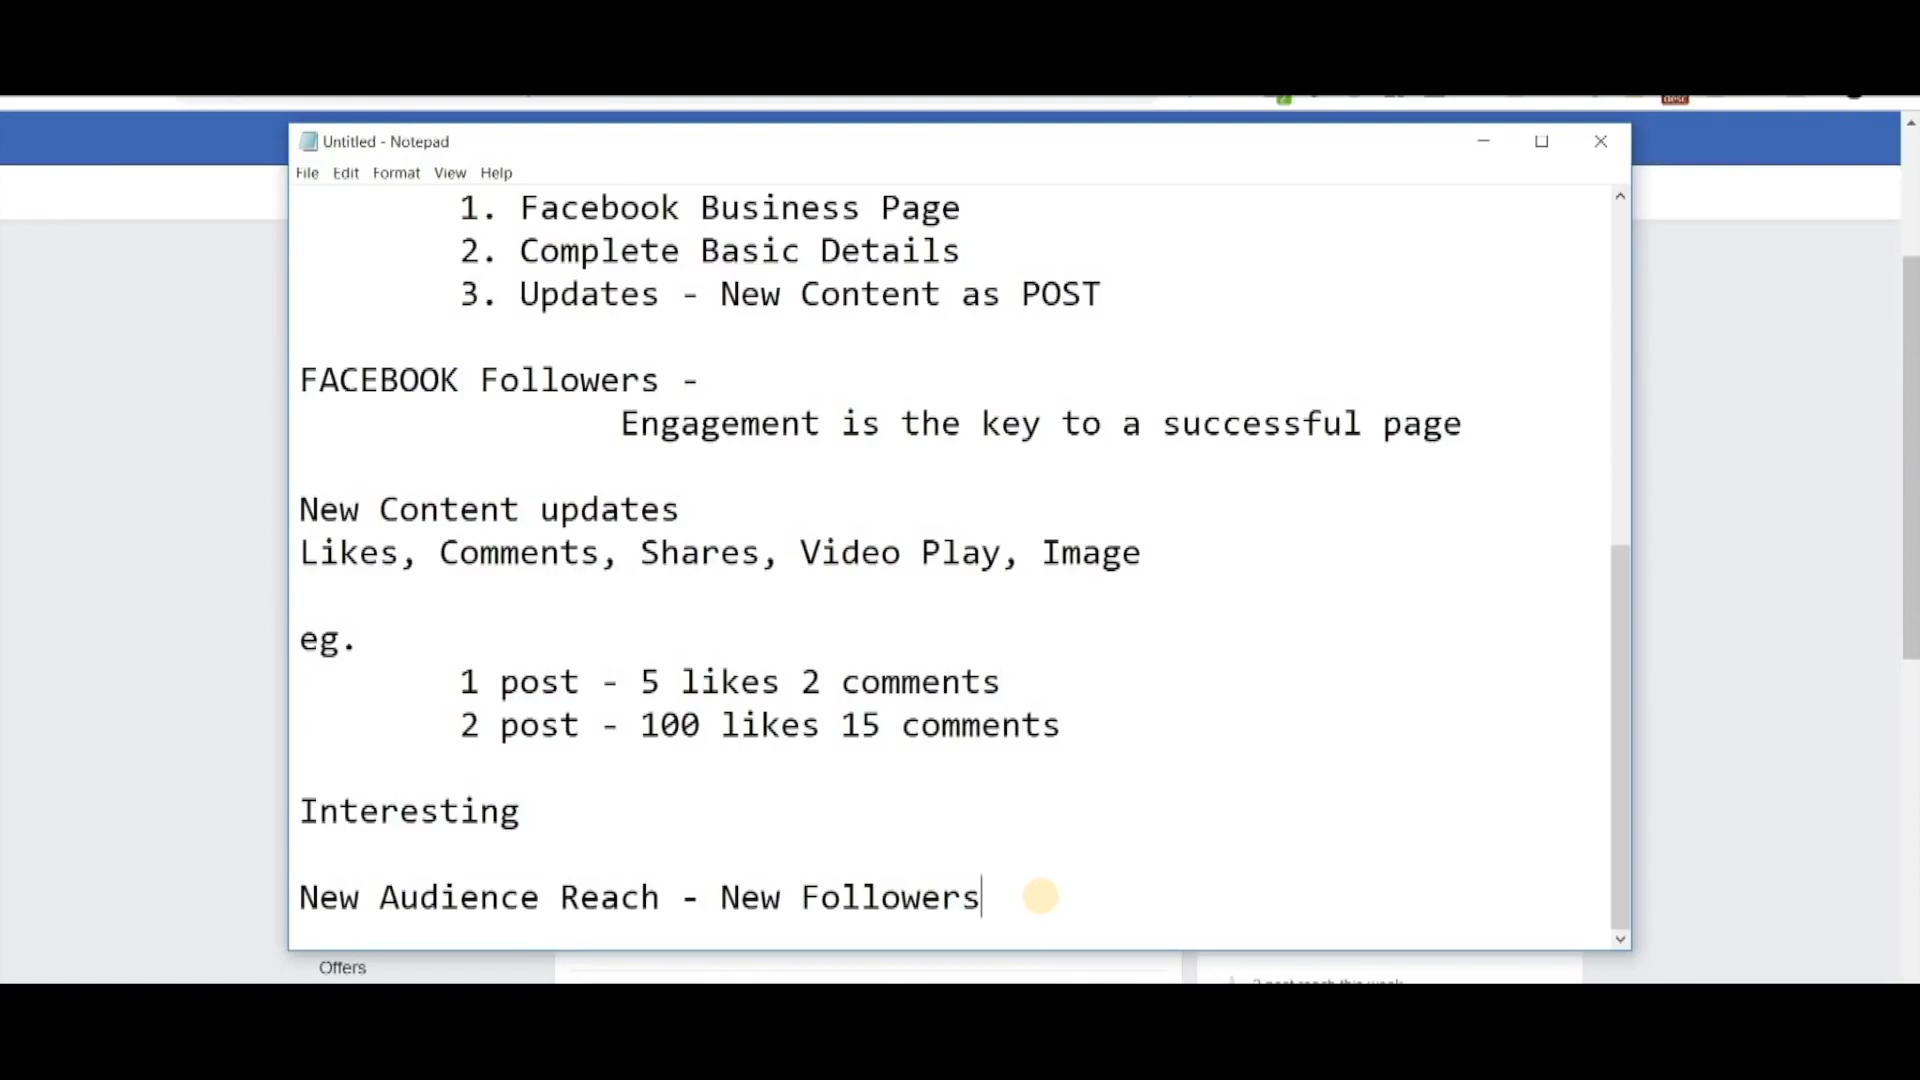 Untitled - Notepad
File Edit Format View Help
1. Facebook Business Page
2. Complete Basic Details
3. Updates - New Content as POST
FACEBOOK Followers -
Engagement is the key to a successful page
New Content updates
Likes, Comments, Shares, Video Play, Image
eg.
1 post - 5 likes 2 comments
2 post - 100 likes 15 comments
Interesting
New Audience Reach - New Followers
Offers